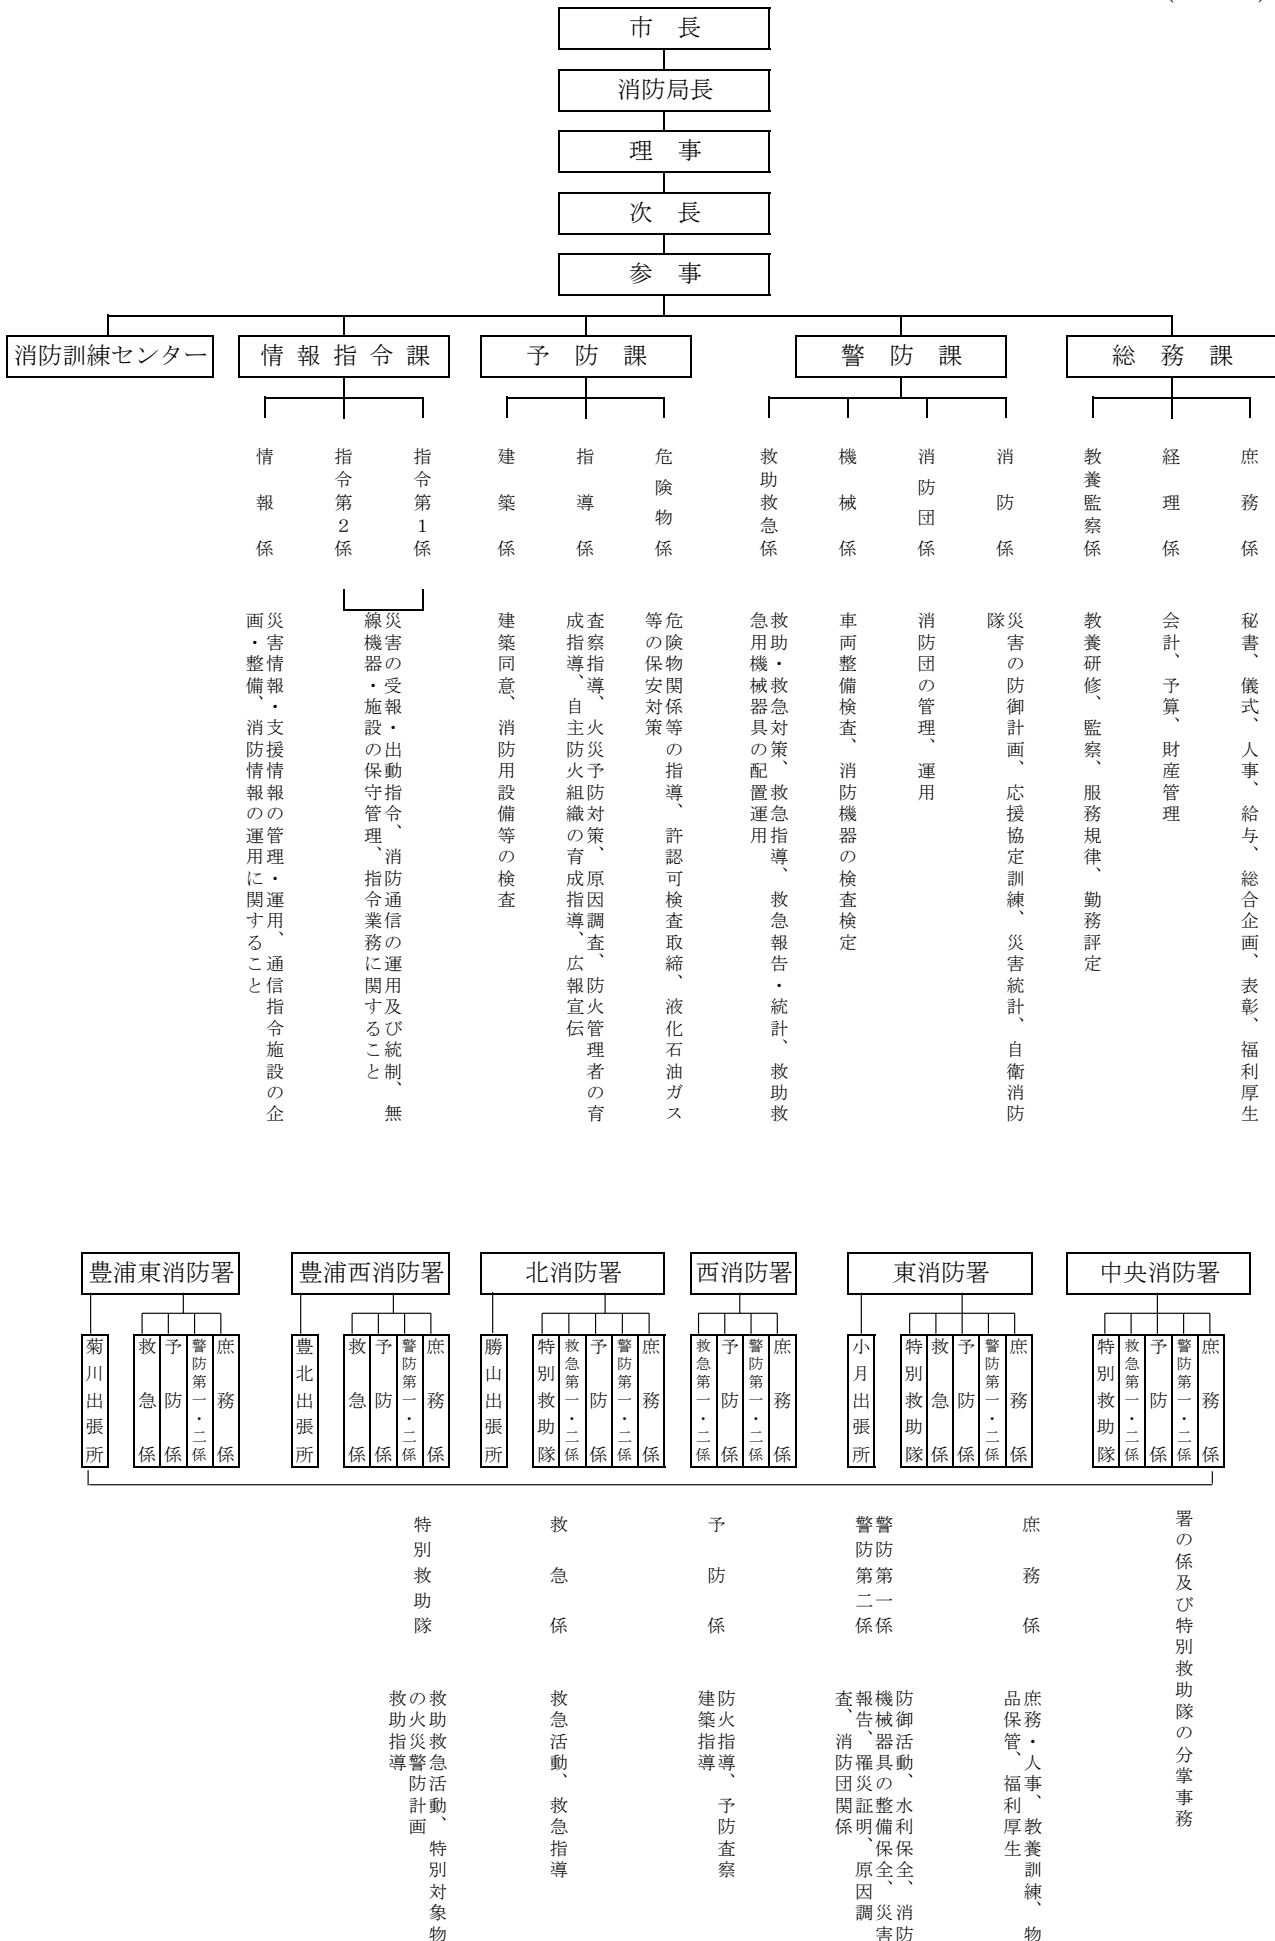 市長
消防局長
理事
次長
参事
消防訓練センター
情報指令課
予防課
警防課
総務課
庶務係
経理係
教養監察係
消防係
消防団係
機械係
救助救急係
危険物係
指導係
建築係
指令第1係
指令第2係
情報係
秘書、儀式、人事、給与、総合企画、表彰、福利厚生
会計、予算、財産管理
教養研修、監察、服務規律、勤務評定
災害の防御計画、応援協定訓練、災害統計、自衛消防
隊
消防団の管理、運用
車両整備検査、消防機器の検査検定
救助・救急対策、救急指導、救急報告・統計、救助救
急用機械器具の配置運用
危険物関係等の指導、許認可検査取締、液化石油ガス
等の保安対策
査察指導、火災予防対策、原因調査、防火管理者の育
成指導、自主防火組織の育成指導、広報宣伝
建築同意、消防用設備等の検査
災害の受報・出動指令、消防通信の運用及び統制、無
線機器・施設の保守管理、指令業務に関すること
災害情報・支援情報の管理・運用、通信指令施設の企
画・整備、消防情報の運用に関すること
中央消防署
庶務係
警防第一・二係
予防係
救急第一・二係
特別救助隊
東消防署
庶務係
警防第一・二係
予防係
救急係
特別救助隊
小月出張所
西消防署
庶務係
警防第一・二係
予防係
救急第一・二係
北消防署
庶務係
警防第一・二係
予防係
救急第一・二係
特別救助隊
勝山出張所
豊浦西消防署
庶務係
警防第一・二係
予防係
救急係
豊北出張所
豊浦東消防署
庶務係
警防第一・二係
予防係
救急係
菊川出張所
署の係及び特別救助隊の分掌事務
庶務係
庶務・人事、教養訓練、物
品保管、福利厚生
警防第一係
警防第二係
防御活動、水利保全、消防
機械器具の整備保全、災害
報告、罹災証明、原因調
査、消防団関係
予防係
防火指導、予防査察
建築指導
救急係
救急活動、救急指導
特別救助隊
救助救急活動、特別対象物
の火災警防計画
救助指導